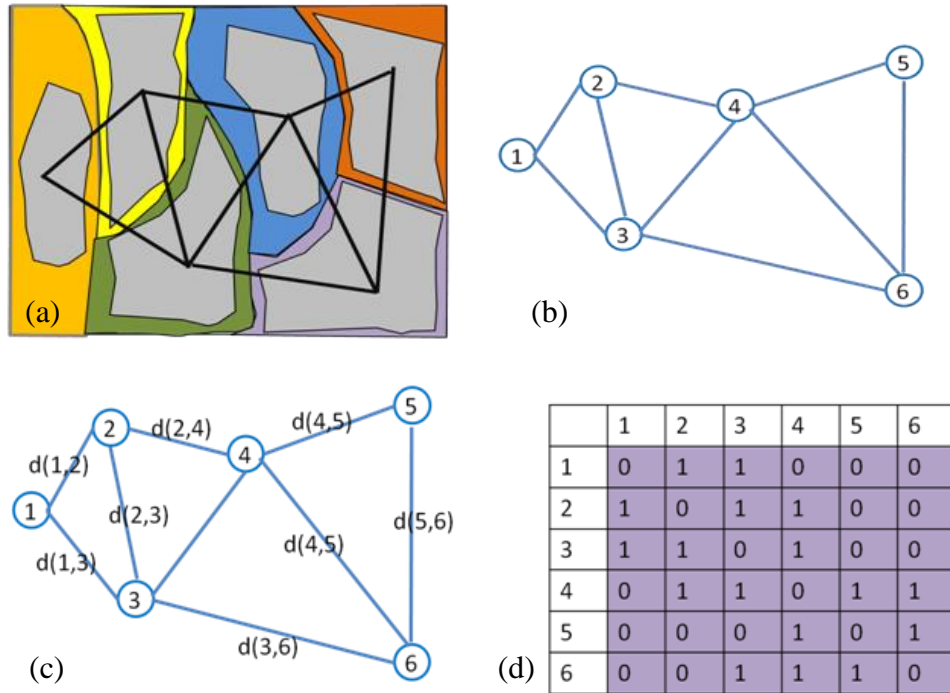 (a)
1
2
3
4
5
6
(b)
1
2
3
4
5
6
d(1,2)
d(1,3)
d(2,3)
d(2,4)
d(4,5)
d(4,5)
d(5,6)
d(3,6)
(c)
1 2 3 4 5 6
1 0 1 1 0 0 0
2 1 0 1 1 0 0
3 1 1 0 1 0 0
4 0 1 1 0 1 1
5 0 0 0 1 0 1
6 0 0 1 1 1 0
(d)